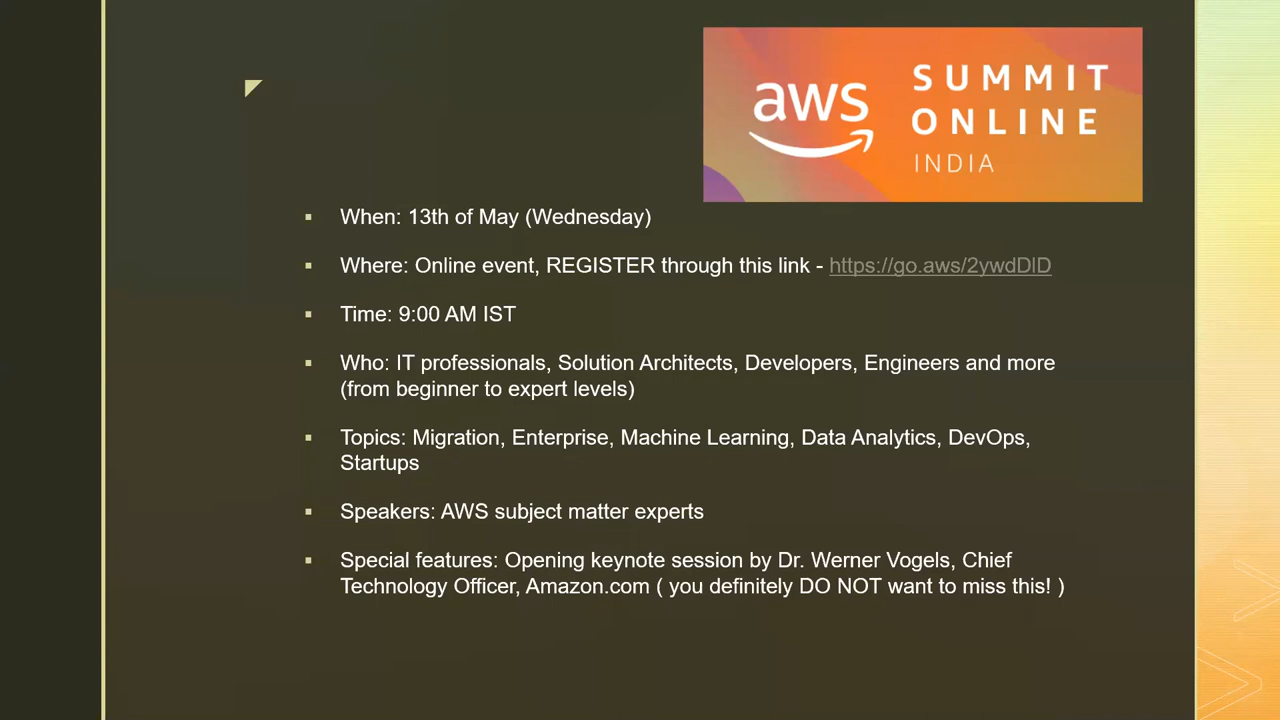 aws
SUMMIT
ONLINE
INDIA
▪ When: 13th of May (Wednesday)
▪ Where: Online event, REGISTER through this link - https://go.aws/2ywdDlD
▪ Time: 9:00 AM IST
▪ Who: IT professionals, Solution Architects, Developers, Engineers and more
(from beginner to expert levels)
▪ Topics: Migration, Enterprise, Machine Learning, Data Analytics, DevOps,
Startups
▪ Speakers: AWS subject matter experts
▪ Special features: Opening keynote session by Dr. Werner Vogels, Chief
Technology Officer, Amazon.com ( you definitely DO NOT want to miss this! )